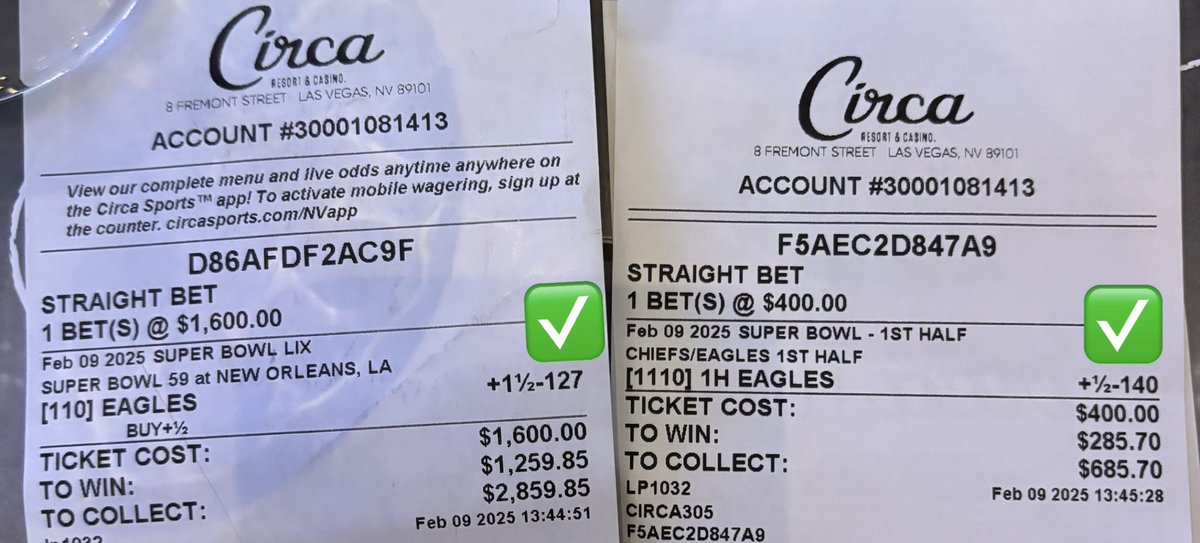 Circa
RESORT & CASINO.
8 FREMONT STREET LAS VEGAS, NV 89101
ACCOUNT #30001081413
View our complete menu and live odds anytime anywhere on
the Circa Sports™ app! To activate mobile wagering, sign up at
the counter. circasports.com/NVapp
D86AFDF2AC9F
STRAIGHT BET
1 BET(S) @ $1,600.00
Feb 09 2025 SUPER BOWL LIX
SUPER BOWL 59 at NEW ORLEANS, LA
[110] EAGLES +1½-127
BUY+½
TICKET COST: $1,600.00
TO WIN: $1,259.85
TO COLLECT: $2,859.85
Feb 09 2025 13:44:51
lp1032
Circa
RESORT & CASINO.
8 FREMONT STREET LAS VEGAS, NV 89101
ACCOUNT #30001081413
F5AEC2D847A9
STRAIGHT BET
1 BET(S) @ $400.00
Feb 09 2025 SUPER BOWL - 1ST HALF
CHIEFS/EAGLES 1ST HALF
[1110] 1H EAGLES +½-140
TICKET COST: $400.00
TO WIN: $285.70
TO COLLECT: $685.70
LP1032 Feb 09 2025 13:45:28
CIRCA305
F5AEC2D847A9